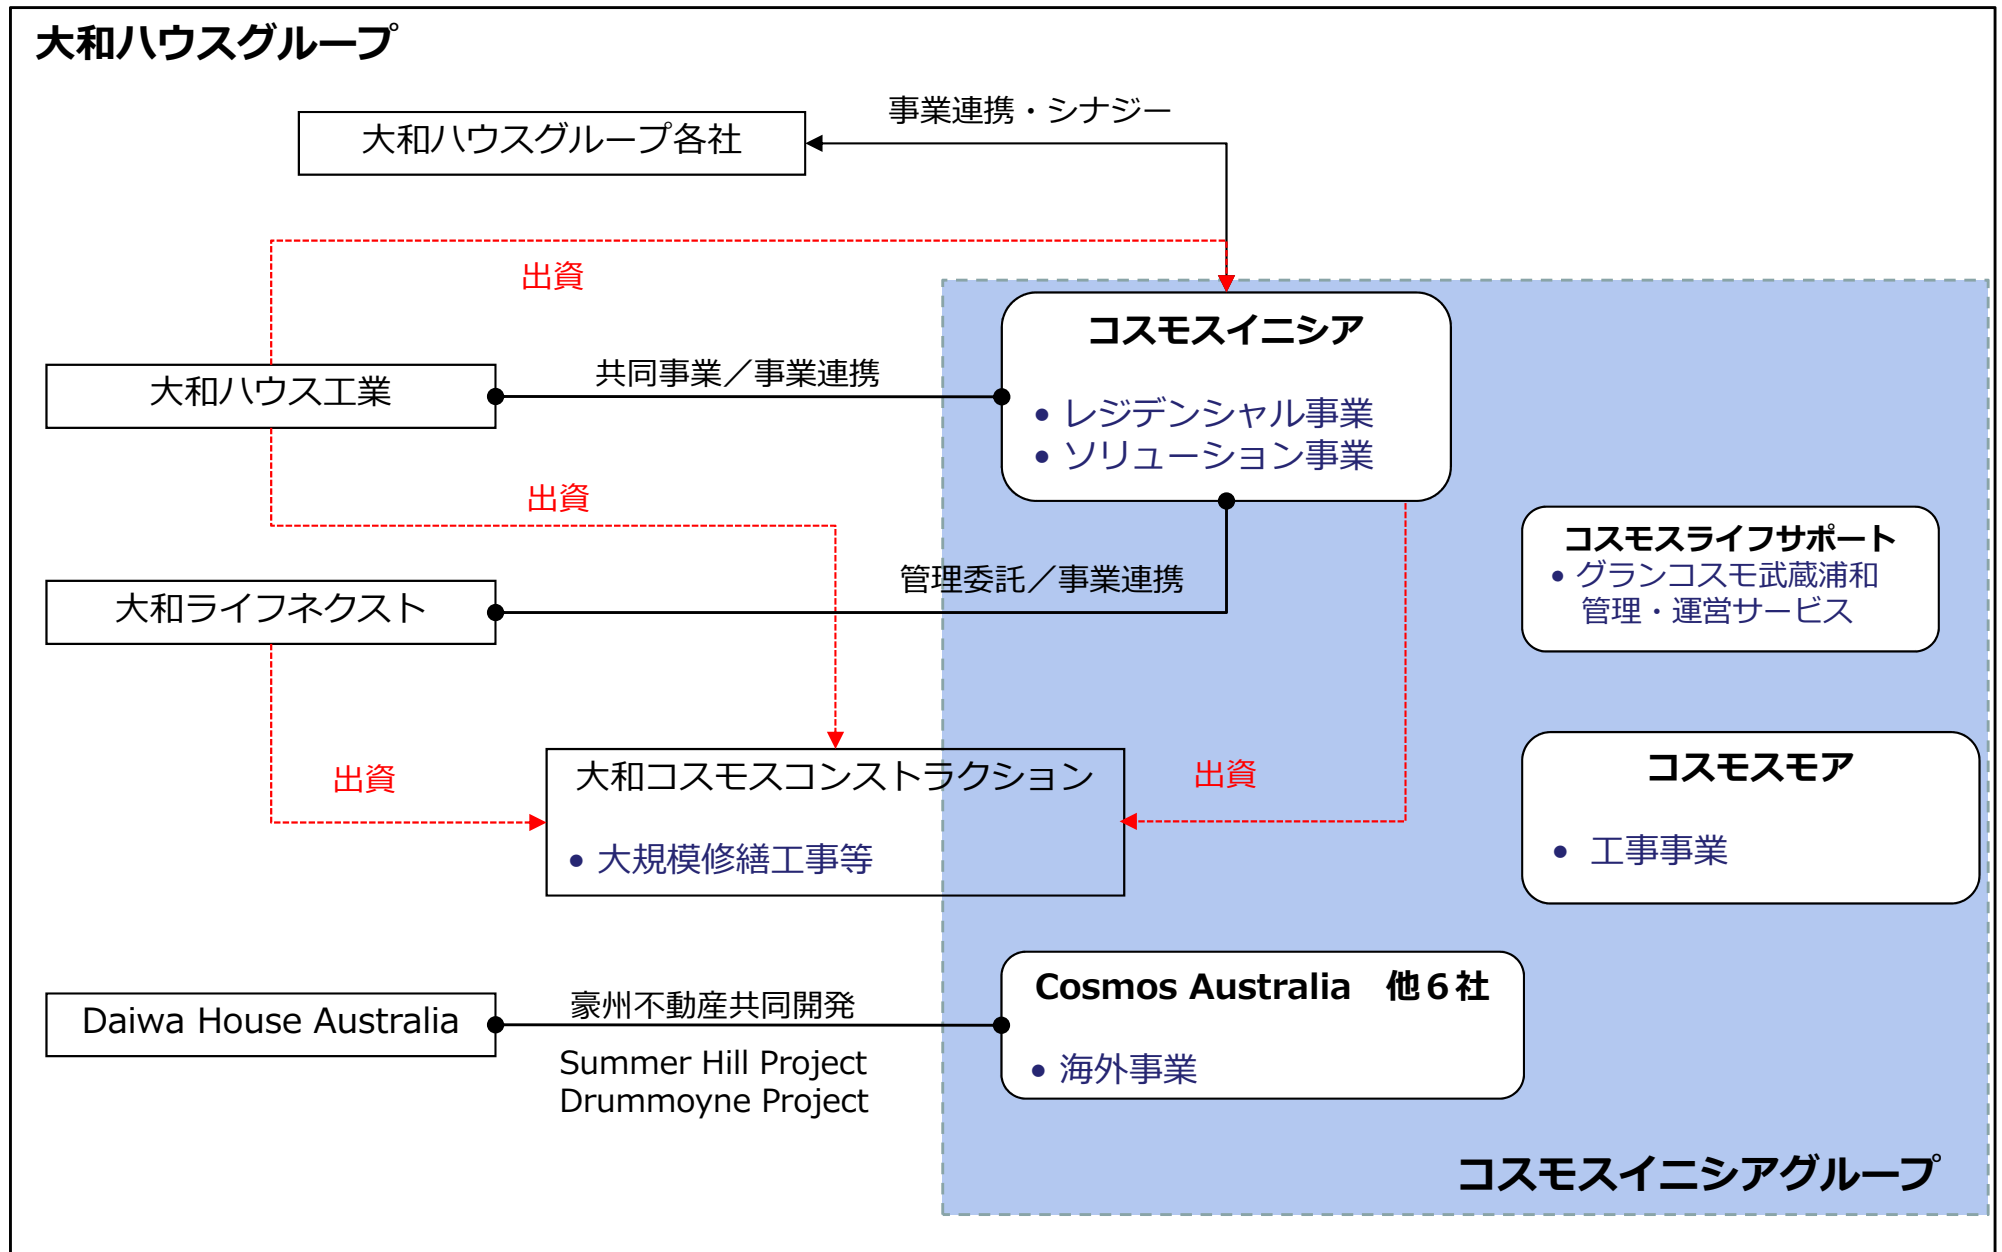 大和ハウスグループ
事業連携・シナジー
大和ハウスグループ各社
出資
コスモスイニシア
共同事業／事業連携
大和ハウス工業
• レジデンシャル事業
• ソリューション事業
出資
コスモスライフサポート
• グランコスモ武蔵浦和
管理・運営サービス
管理委託／事業連携
大和ライフネクスト
出資
大和コスモスコンストラクション
• 大規模修繕工事等
出資
コスモスモア
• 工事事業
Cosmos Australia　他６社
• 海外事業
豪州不動産共同開発
Daiwa House Australia
Summer Hill Project
Drummoyne Project
コスモスイニシアグループ